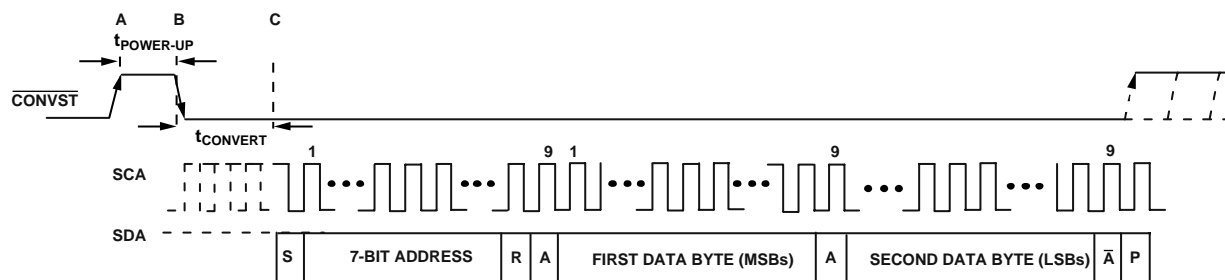 A B C
tPOWER-UP
CONVST
tCONVERT
1 9 1 9 9
SCA
SDA
S 7-BIT ADDRESS R A FIRST DATA BYTE (MSBs) A SECOND DATA BYTE (LSBs) A̅ P